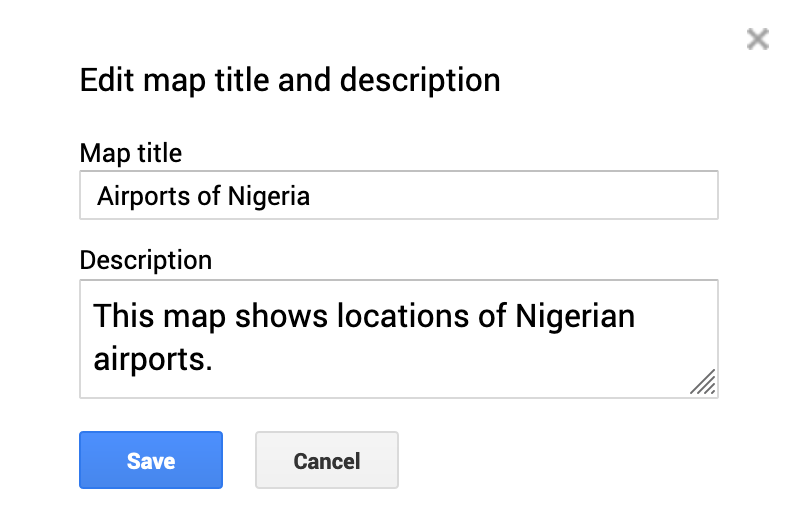 Edit map title and description
Map title
Airports of Nigeria
Description
This map shows locations of Nigerian
airports.
Save
Cancel